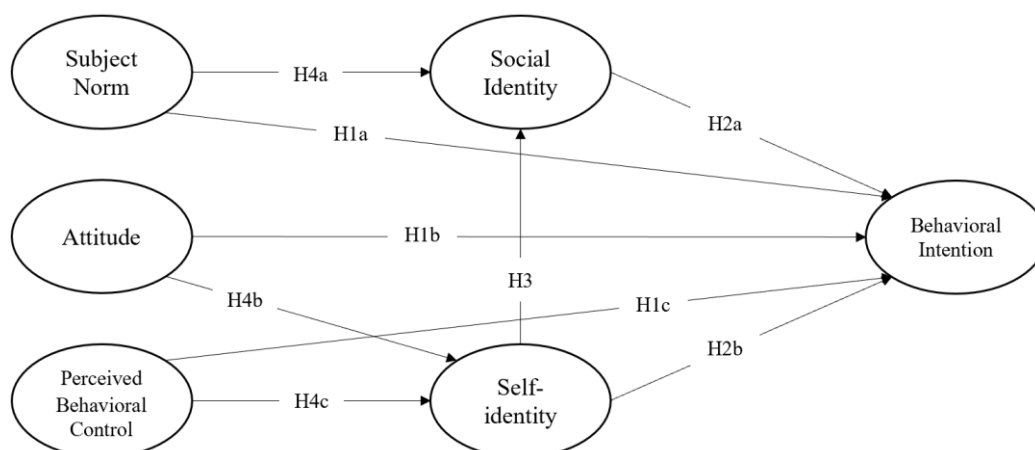 Subject
Norm
H4a
Social
Identity
H1a
H2a
Attitude
H1b
Behavioral
Intention
H4b
H3
H1c
H2b
Perceived
Behavioral
Control
H4c
Self-
identity